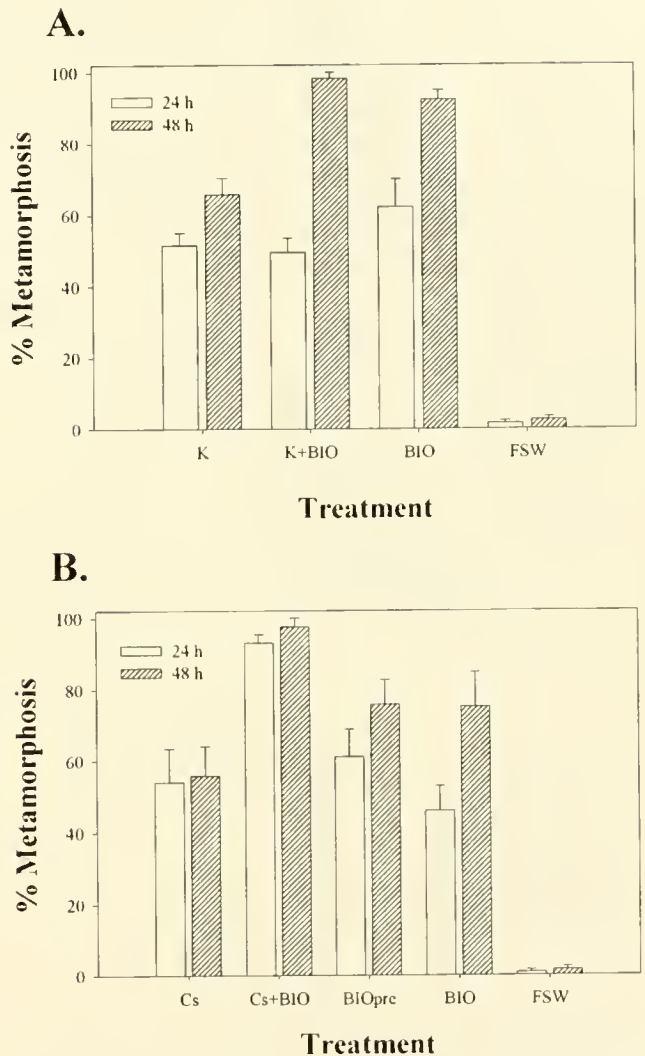 A.
100
80
60
40
20
0
% Metamorphosis
24 h
48 h
K K+BIO BIO FSW
Treatment
B.
100
80
60
40
20
0
% Metamorphosis
24 h
48 h
Cs Cs+BIO BIOpre BIO FSW
Treatment